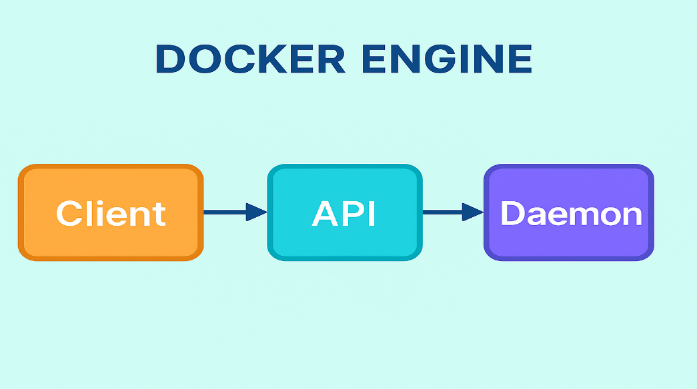 DOCKER ENGINE
Client
API
Daemon